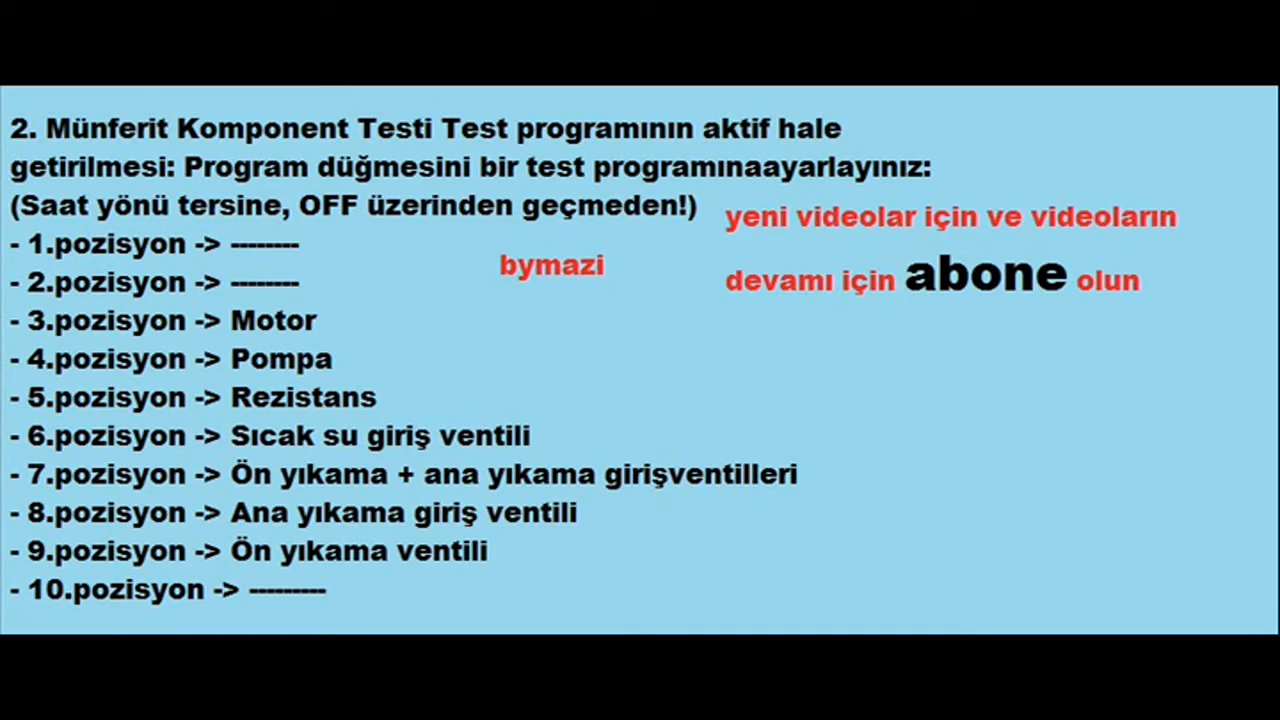 2. Münferit Komponent Testi Test programının aktif hale
getirilmesi: Program düğmesini bir test programınaayarlayınız:
(Saat yönü tersine, OFF üzerinden geçmeden!)
yeni videolar için ve videoların
- 1.pozisyon -> --------
bymazi
devamı için abone olun
- 2.pozisyon -> --------
- 3.pozisyon -> Motor
- 4.pozisyon -> Pompa
- 5.pozisyon -> Rezistans
- 6.pozisyon -> Sıcak su giriş ventili
- 7.pozisyon -> Ön yıkama + ana yıkama girişventilleri
- 8.pozisyon -> Ana yıkama giriş ventili
- 9.pozisyon -> Ön yıkama ventili
- 10.pozisyon -> ---------